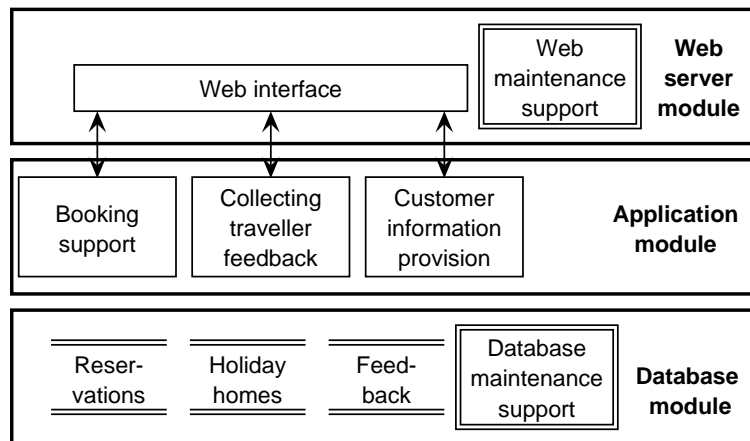 Web interface
Web
maintenance
support
Web
server
module
Booking
support
Collecting
traveller
feedback
Customer
information
provision
Application
module
Reser-
vations
Holiday
homes
Feed-
back
Database
maintenance
support
Database
module